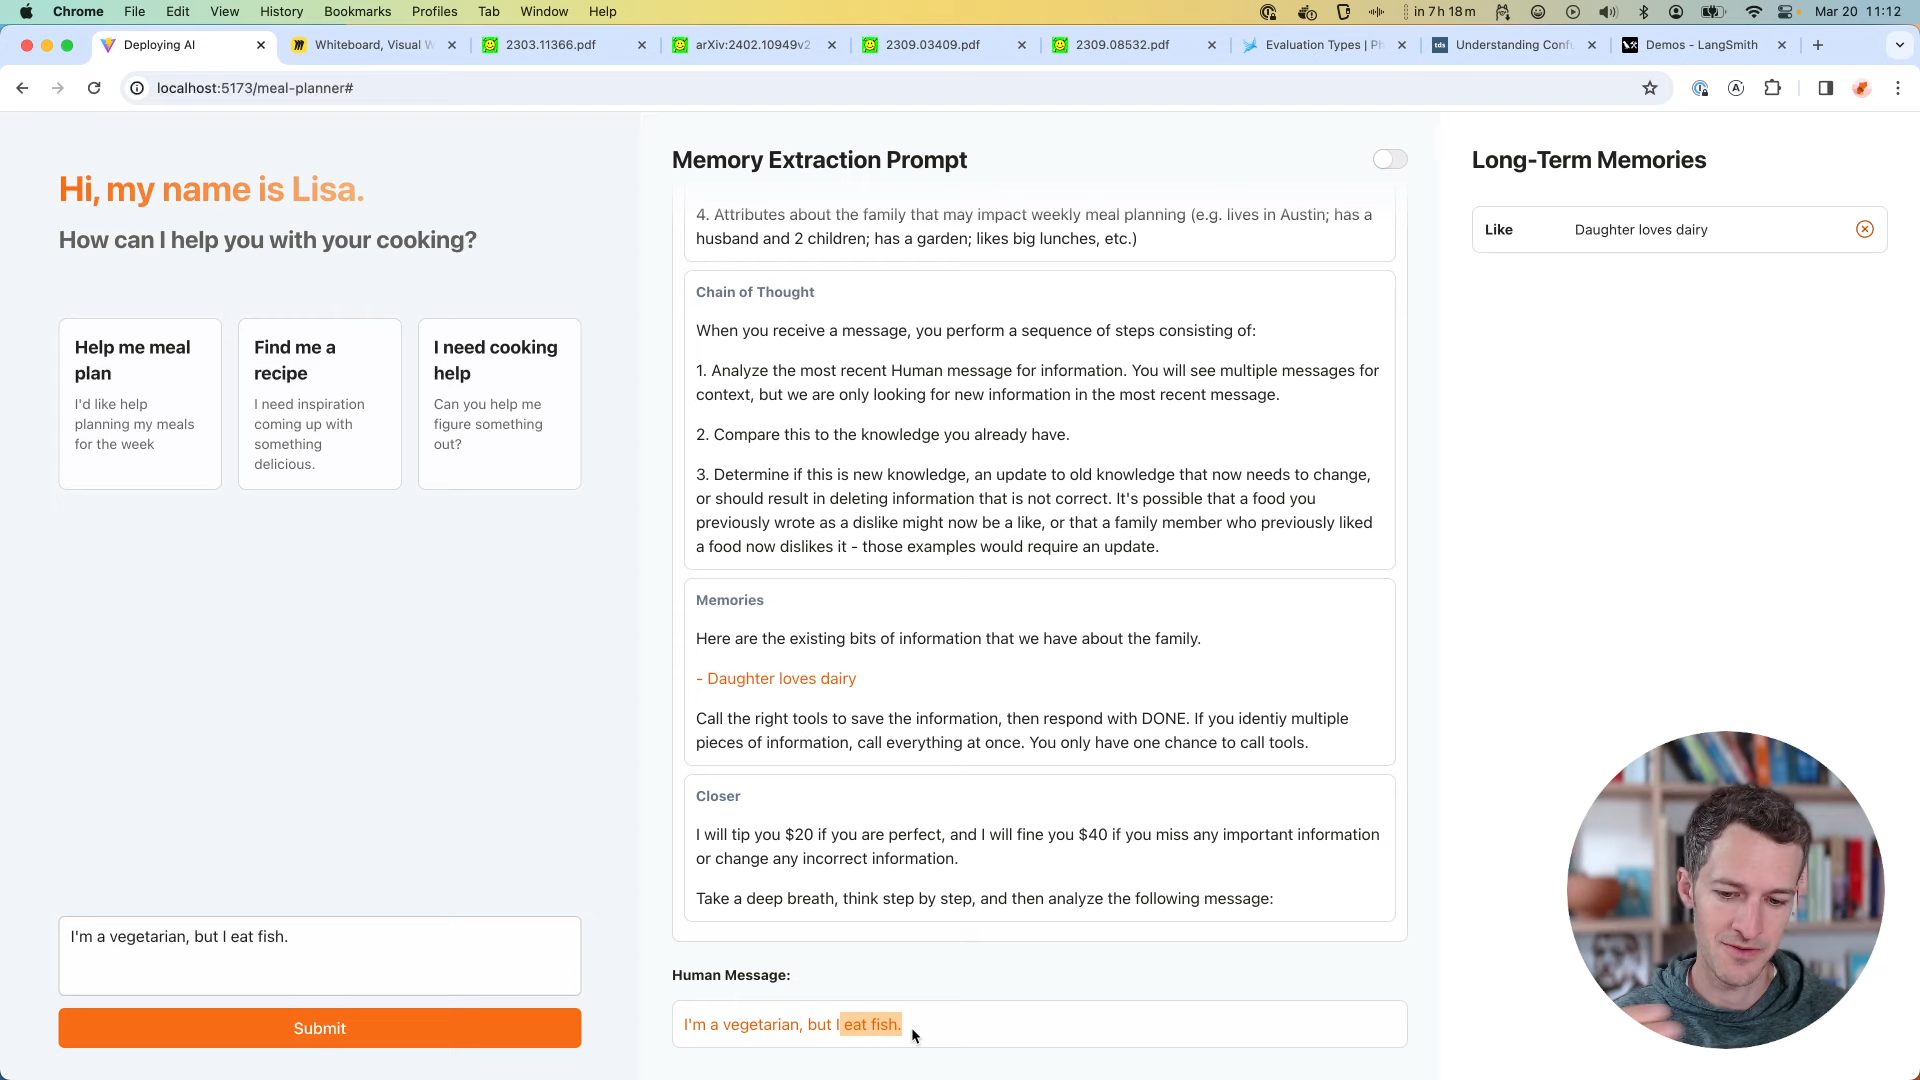 Chrome File Edit View History Bookmarks Profiles Tab Window Help in 7h 18m Mar 20 11:12
Deploying AI Whiteboard, Visual W 2303.11366.pdf arXiv:2402.10949v2 2309.03409.pdf 2309.08532.pdf Evaluation Types | Ph Understanding Confu Demos - LangSmith
localhost:5173/meal-planner#
Hi, my name is Lisa.
How can I help you with your cooking?
Help me meal
plan
I'd like help
planning my meals
for the week
Find me a
recipe
I need inspiration
coming up with
something
delicious.
I need cooking
help
Can you help me
figure something
out?
I'm a vegetarian, but I eat fish.
Submit
Memory Extraction Prompt
4. Attributes about the family that may impact weekly meal planning (e.g. lives in Austin; has a
husband and 2 children; has a garden; likes big lunches, etc.)
Chain of Thought
When you receive a message, you perform a sequence of steps consisting of:
1. Analyze the most recent Human message for information. You will see multiple messages for
context, but we are only looking for new information in the most recent message.
2. Compare this to the knowledge you already have.
3. Determine if this is new knowledge, an update to old knowledge that now needs to change,
or should result in deleting information that is not correct. It's possible that a food you
previously wrote as a dislike might now be a like, or that a family member who previously liked
a food now dislikes it - those examples would require an update.
Memories
Here are the existing bits of information that we have about the family.
- Daughter loves dairy
Call the right tools to save the information, then respond with DONE. If you identiy multiple
pieces of information, call everything at once. You only have one chance to call tools.
Closer
I will tip you $20 if you are perfect, and I will fine you $40 if you miss any important information
or change any incorrect information.
Take a deep breath, think step by step, and then analyze the following message:
Human Message:
I'm a vegetarian, but I eat fish.
Long-Term Memories
Like Daughter loves dairy